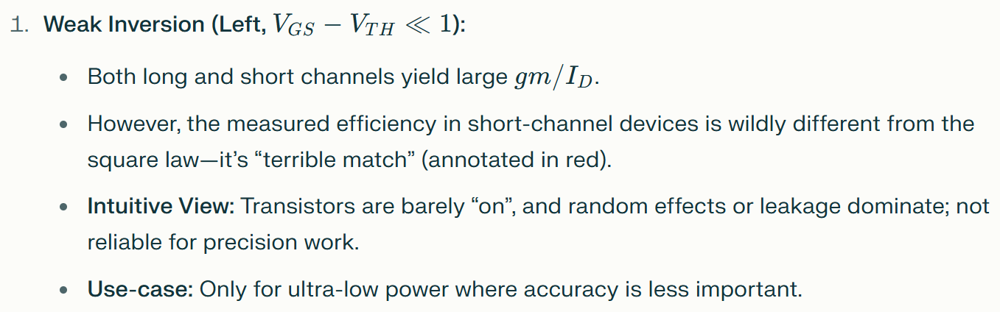 1. Weak Inversion (Left, V_{GS} − V_{TH} ≪ 1):
• Both long and short channels yield large gm/I_D.
• However, the measured efficiency in short-channel devices is wildly different from the
square law—it’s “terrible match” (annotated in red).
• Intuitive View: Transistors are barely “on”, and random effects or leakage dominate; not
reliable for precision work.
• Use-case: Only for ultra-low power where accuracy is less important.